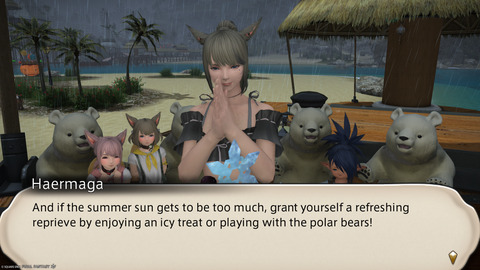 Haermaga
And if the summer sun gets to be too much, grant yourself a refreshing
reprieve by enjoying an icy treat or playing with the polar bears!